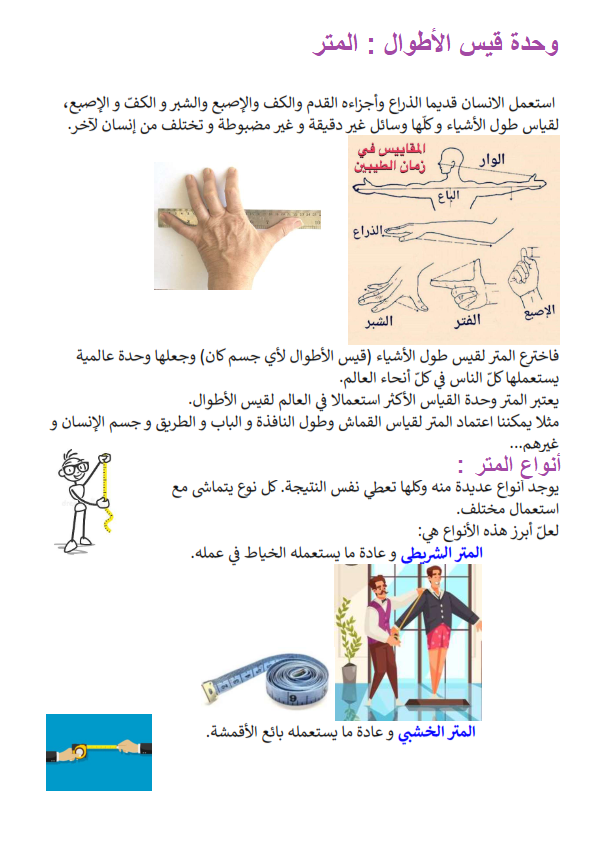 وحدة قيس الأطوال : المتر
استعمل الانسان قديما الذراع وأجزاءه القدم والكف والإصبع والشبر و الكفّ و الإصبع،
لقياس طول الأشياء و كلّها وسائل غير دقيقة و غير مضبوطة و تختلف من إنسان لآخر.
المقاييس في
زمان الطيبين
الوار
الباع
الذراع
الإصبع
الفتر
الشبر
فاخترع المتر لقيس طول الأشياء (قيس الأطوال لأي جسم كان) وجعلها وحدة عالمية
يستعملها كلّ الناس في كلّ أنحاء العالم.
يعتبر المتر وحدة القياس الأكثر استعمالا في العالم لقيس الأطوال.
مثلا يمكننا اعتماد المتر لقياس القماش وطول النافذة و الباب و الطريق و جسم الإنسان و
غيرهم...
أنواع المتر :
يوجد أنواع عديدة منه وكلها تعطي نفس النتيجة. كل نوع يتماشى مع
استعمال مختلف.
لعلّ أبرز هذه الأنواع هي:
المتر الشريطي و عادة ما يستعمله الخياط في عمله.
9
المتر الخشبي و عادة ما يستعمله بائع الأقمشة.